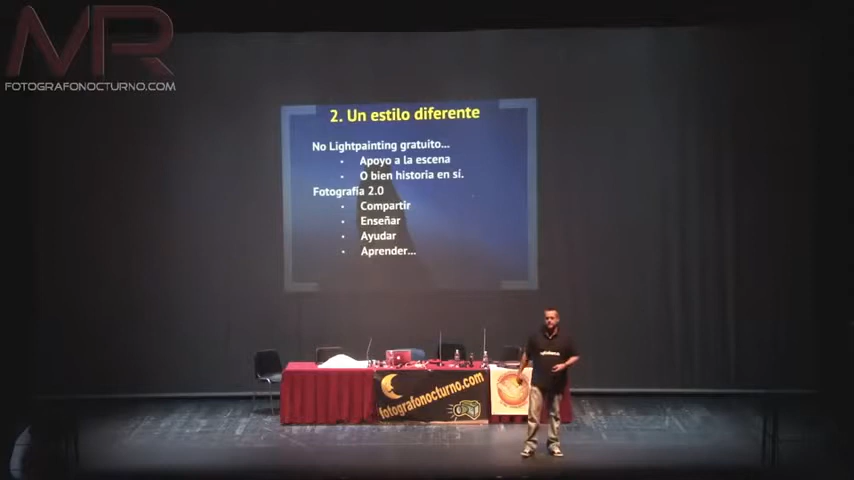 MR
FOTOGRAFONOCTURNO.COM
2. Un estilo diferente
No Lightpainting gratuito...
• Apoyo a la escena
• O bien historia en sí.
Fotografía 2.0
• Compartir
• Enseñar
• Ayudar
• Aprender...
fotografonocturno.com